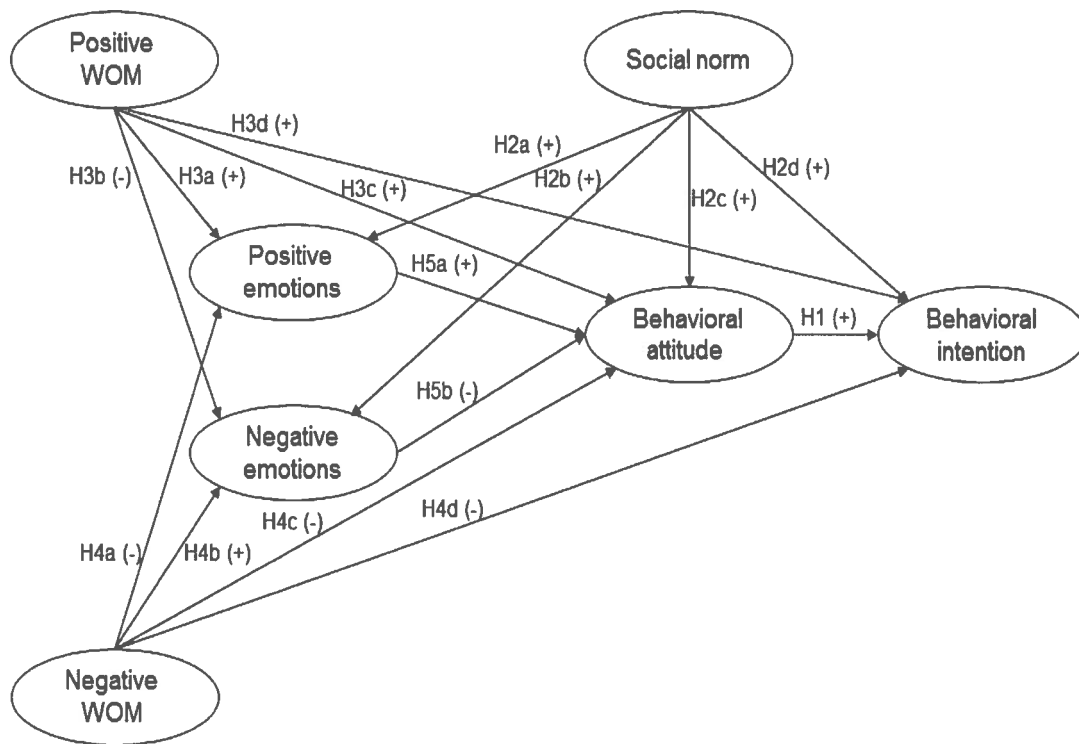 Positive
WOM
Social norm
H3d (+)
H2a (+)
H3b (-)
H3a (+)
H3c (+)
H2b (+)
H2d (+)
H2c (+)
Positive
emotions
H5a (+)
Behavioral
attitude
H1 (+)
Behavioral
intention
H5b (-)
Negative
emotions
H4a (-)
H4b (+)
H4c (-)
H4d (-)
Negative
WOM